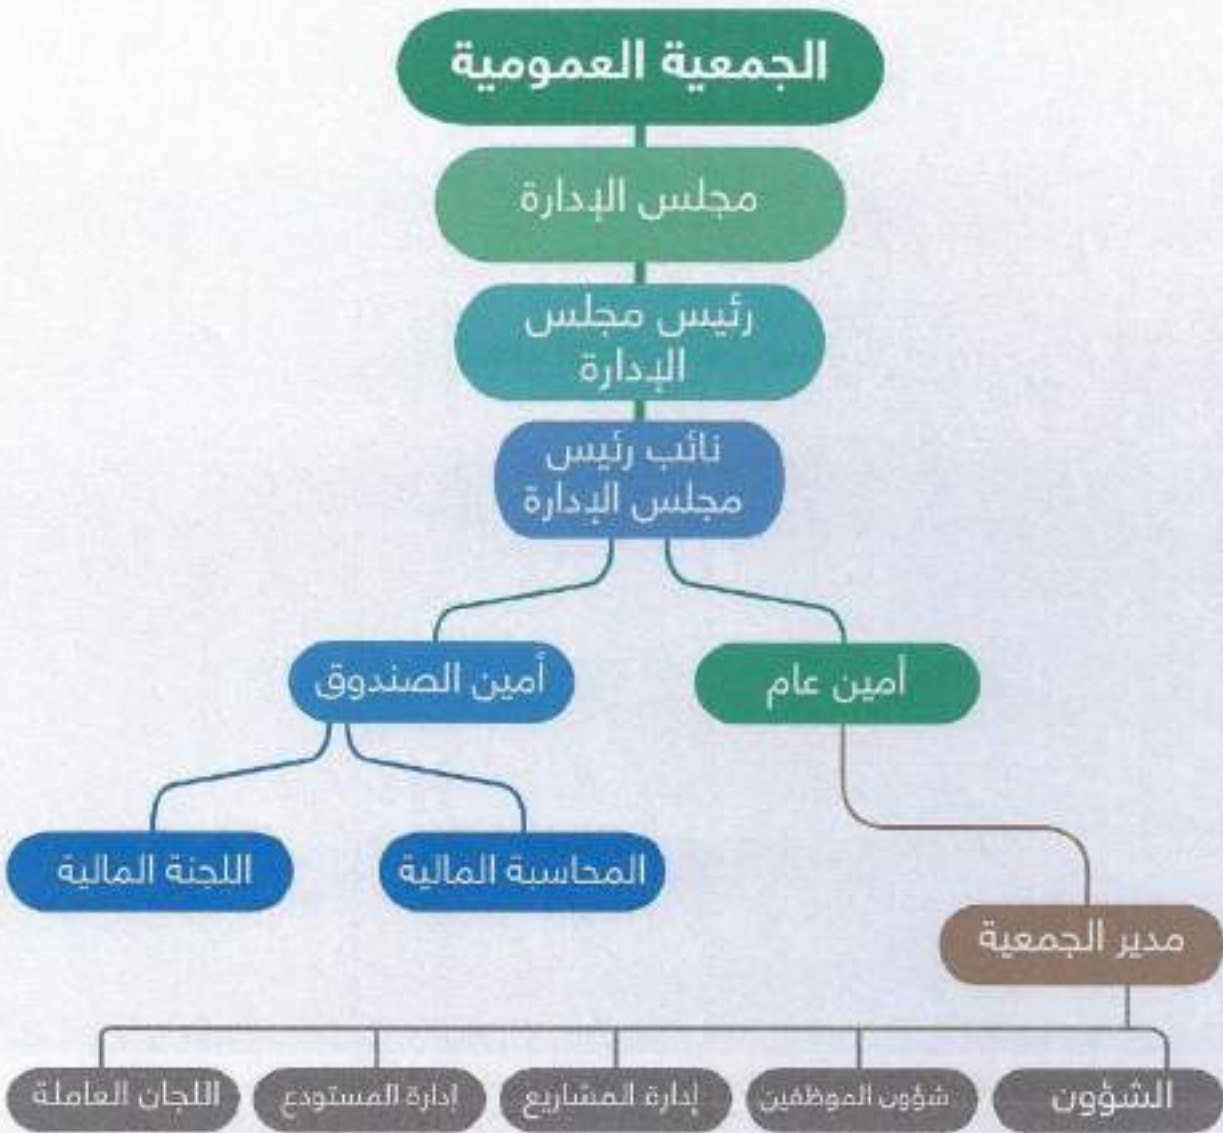 الجمعية العمومية
مجلس الإدارة
رئيس مجلس
الإدارة
نائب رئيس
مجلس الإدارة
أمين عام
أمين الصندوق
المحاسبة المالية
اللجنة المالية
مدير الجمعية
الشؤون
شؤون الموظفين
إدارة المشاريع
إدارة المستودع
اللجان العاملة